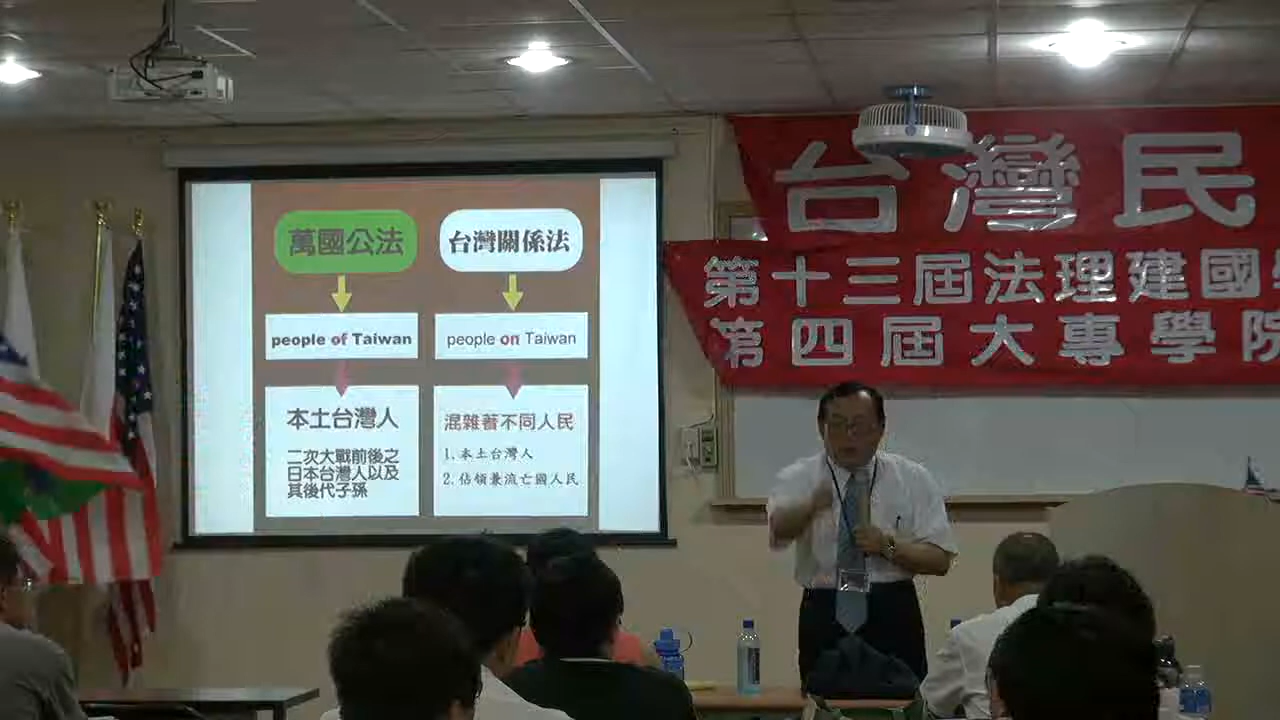 萬國公法
台灣關係法
people of Taiwan
people on Taiwan
本土台灣人
二次大戰前後之
日本台灣人以及
其後代子孫
混雜著不同人民
1. 本土台灣人
2. 佔領兼流亡國人民
台灣民
第十三屆法理建國
第四屆大專學院